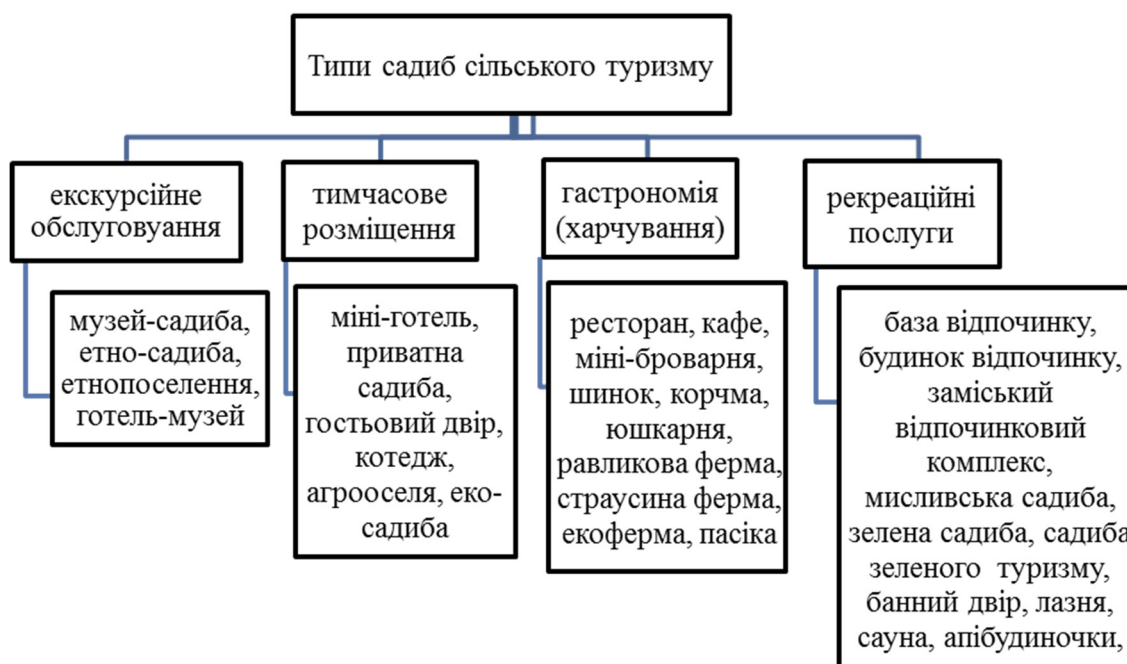 Типи садиб сільського туризму
екскурсійне
обслуговуання
тимчасове
розміщення
гастрономія
(харчування)
рекреаційні
послуги
музей-садиба,
етно-садиба,
етнопоселення,
готель-музей
міні-готель,
приватна
садиба,
гостьовий двір,
котедж,
агрооселя, еко-
садиба
ресторан, кафе,
міні-броварня,
шинок, корчма,
юшкарня,
равликова ферма,
страусина ферма,
екоферма, пасіка
база відпочинку,
будинок відпочинку,
заміський
відпочинковий
комплекс,
мисливська садиба,
зелена садиба, садиба
зеленого туризму,
банний двір, лазня,
сауна, апібудиночки,